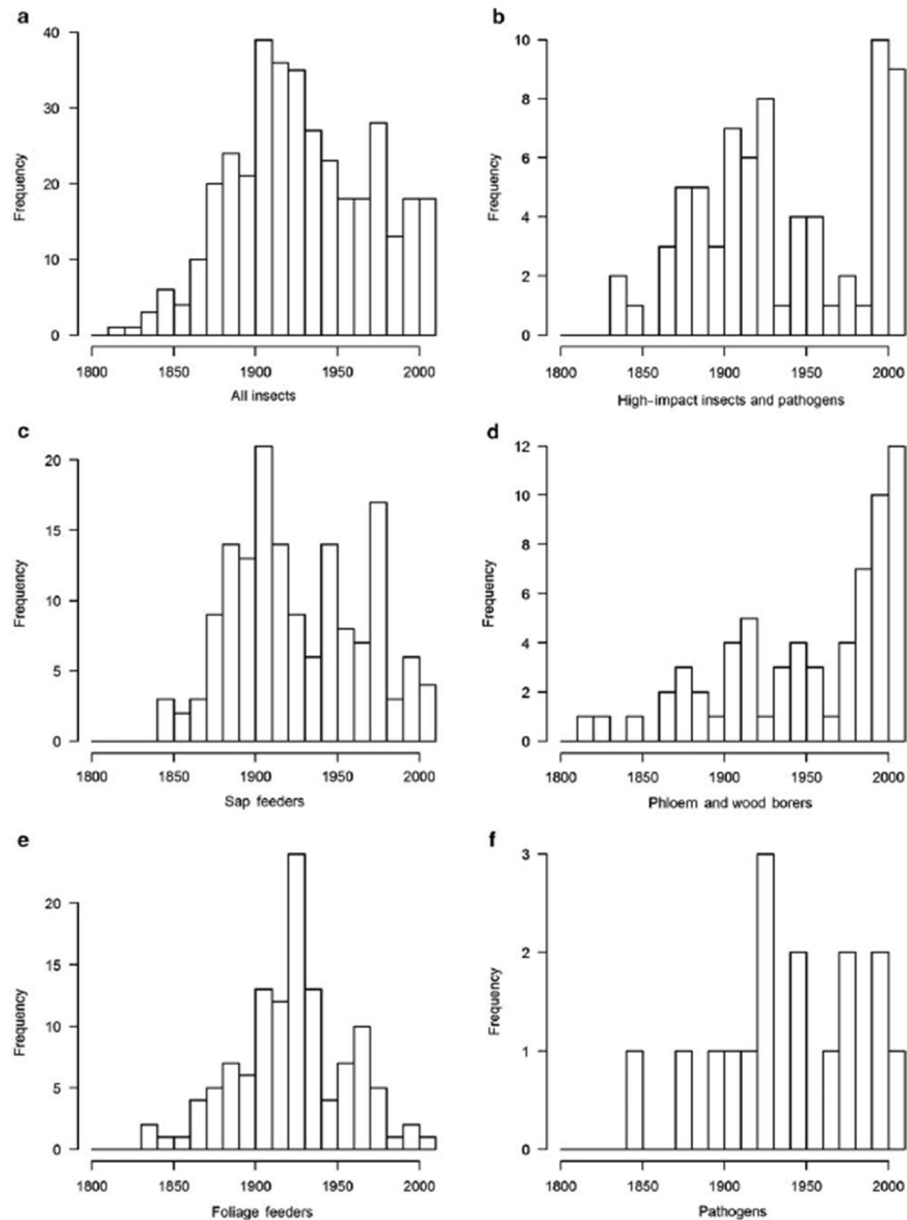 a
40
30
20
10
0
Frequency
1800 1850 1900 1950 2000
All insects
b
10
8
6
4
2
0
Frequency
1800 1850 1900 1950 2000
High-impact insects and pathogens
c
20
15
10
5
0
Frequency
1800 1850 1900 1950 2000
Sap feeders
d
12
10
8
6
4
2
0
Frequency
1800 1850 1900 1950 2000
Phloem and wood borers
e
20
15
10
5
0
Frequency
1800 1850 1900 1950 2000
Foliage feeders
f
3
2
1
0
Frequency
1800 1850 1900 1950 2000
Pathogens